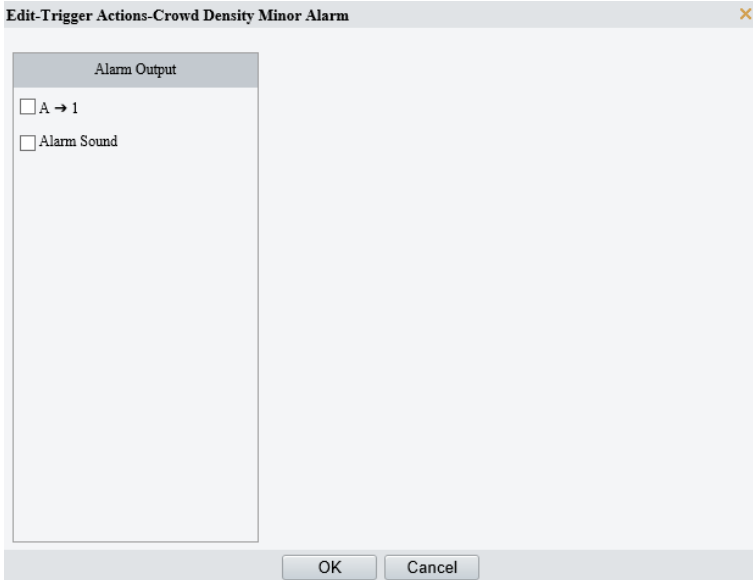 Edit-Trigger Actions-Crowd Density Minor Alarm
Alarm Output
A → 1
Alarm Sound
OK Cancel